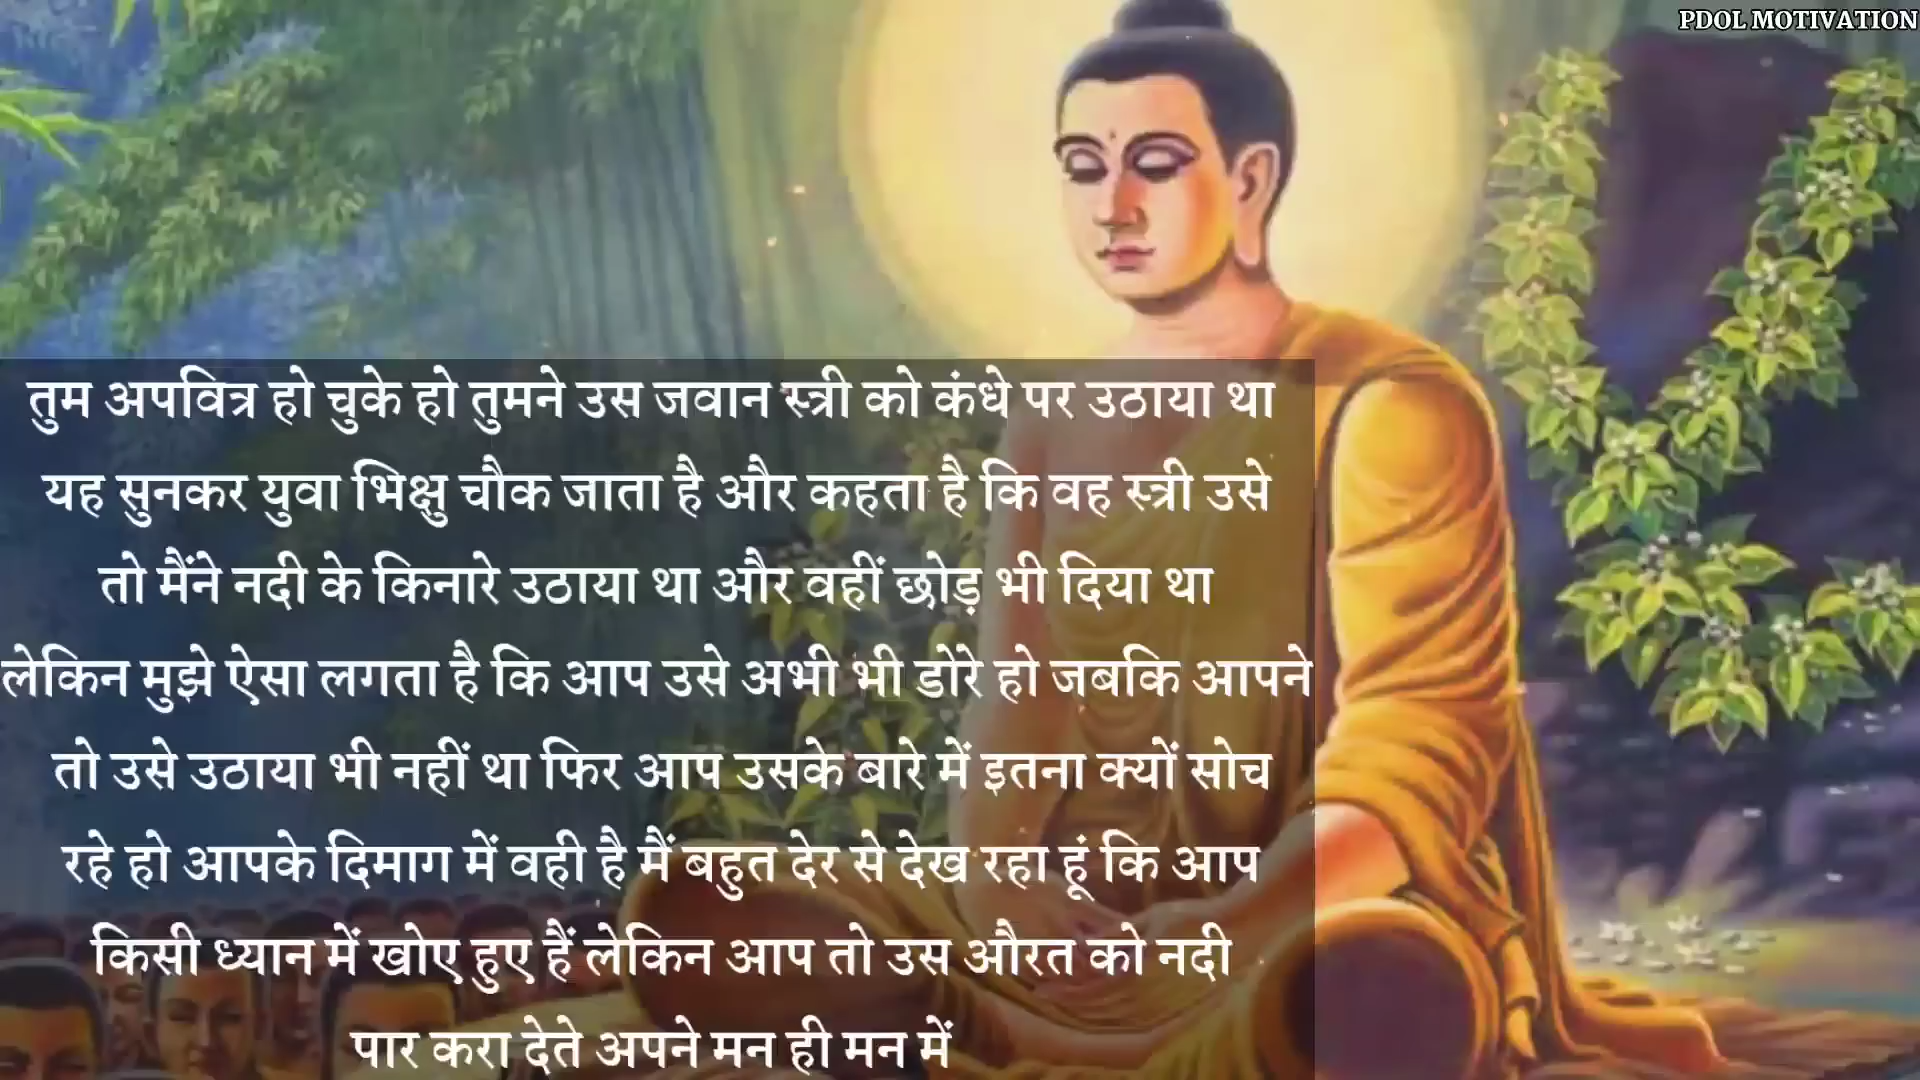 PDOL MOTIVATION
तुम अपवित्र हो चुके हो तुमने उस जवान स्त्री को कंधे पर उठाया था
यह सुनकर युवा भिक्षु चौक जाता है और कहता है कि वह स्त्री उसे
तो मैंने नदी के किनारे उठाया था और वहीं छोड़ भी दिया था
लेकिन मुझे ऐसा लगता है कि आप उसे अभी भी डोरे हो जबकि आपने
तो उसे उठाया भी नहीं था फिर आप उसके बारे में इतना क्यों सोच
रहे हो आपके दिमाग में वही है मैं बहुत देर से देख रहा हूं कि आप
किसी ध्यान में खोए हुए हैं लेकिन आप तो उस औरत को नदी
पार करा देते अपने मन ही मन में